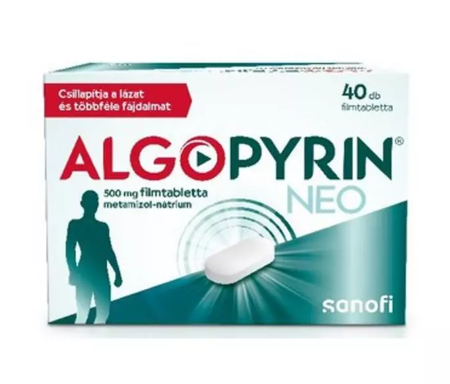 Csillapítja a lázat
és többféle fájdalmat
40 db
filmtabletta
ALGOPYRIN®
NEO
500 mg filmtabletta
metamizol-nátrium
sanofi